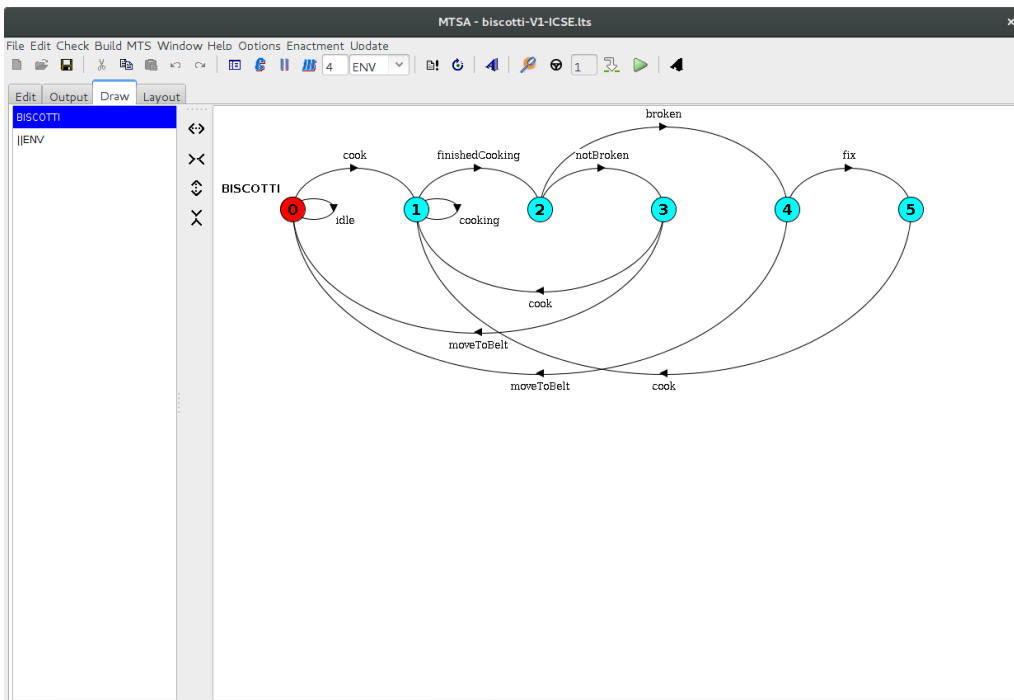 MTSA - biscotti-V1-ICSE.lts
File Edit Check Build MTS Window Help Options Enactment Update
4 ENV 1
Edit Output Draw Layout
BISCOTTI
||ENV
broken
cook finishedCooking notBroken fix
BISCOTTI
0 1 2 3 4 5
idle cooking
cook
moveToBelt
moveToBelt cook